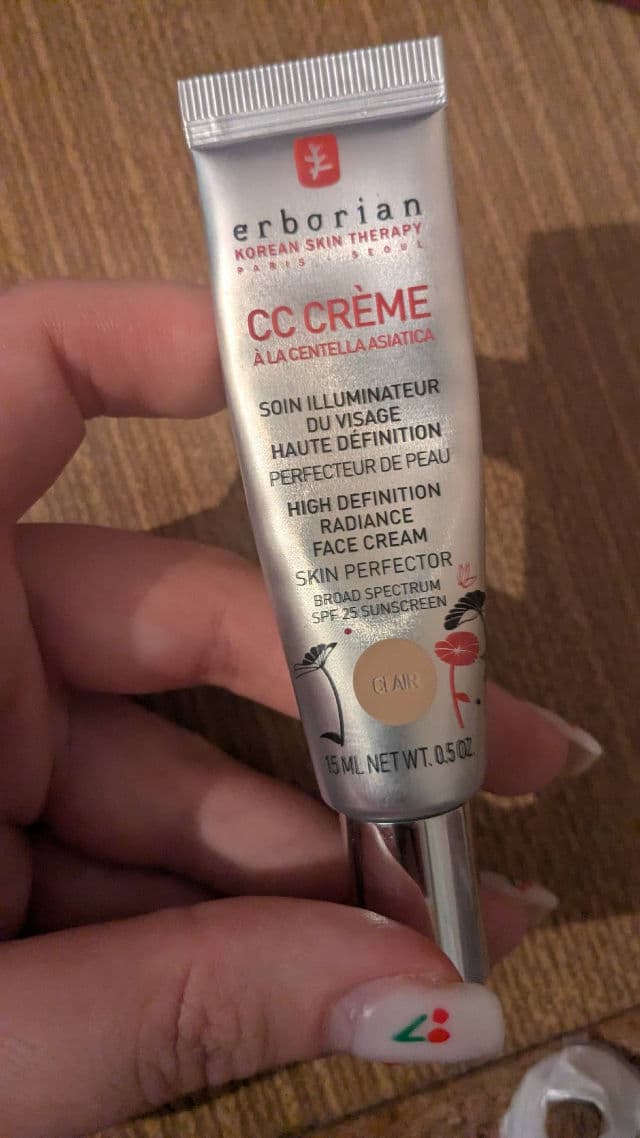 erborian
KOREAN SKIN THERAPY
PARIS . SEOUL
CC CRÈME
À LA CENTELLA ASIATICA
SOIN ILLUMINATEUR
DU VISAGE
HAUTE DÉFINITION
PERFECTEUR DE PEAU
HIGH DEFINITION
RADIANCE
FACE CREAM
SKIN PERFECTOR
BROAD SPECTRUM
SPF 25 SUNSCREEN
CLAIR
15 ML NET WT. 0.5 OZ.